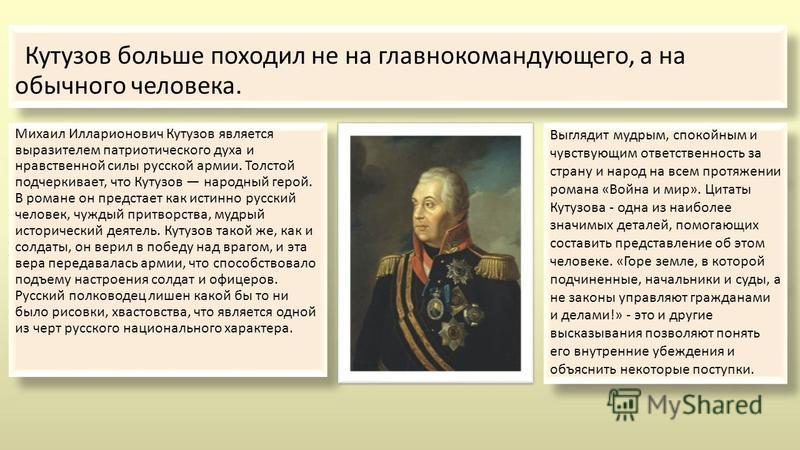 Кутузов больше походил не на главнокомандующего, а на
обычного человека.
Михаил Илларионович Кутузов является
выразителем патриотического духа и
нравственной силы русской армии. Толстой
подчеркивает, что Кутузов — народный герой.
В романе он предстает как истинно русский
человек, чуждый притворства, мудрый
исторический деятель. Кутузов такой же, как и
солдаты, он верил в победу над врагом, и эта
вера передавалась армии, что способствовало
подъему настроения солдат и офицеров.
Русский полководец лишен какой бы то ни
было рисовки, хвастовства, что является одной
из черт русского национального характера.
Выглядит мудрым, спокойным и
чувствующим ответственность за
страну и народ на всем протяжении
романа «Война и мир». Цитаты
Кутузова - одна из наиболее
значимых деталей, помогающих
составить представление об этом
человеке. «Горе земле, в которой
подчиненные, начальники и суды, а
не законы управляют гражданами
и делами!» - это и другие
высказывания позволяют понять
его внутренние убеждения и
объяснить некоторые поступки.
MyShared